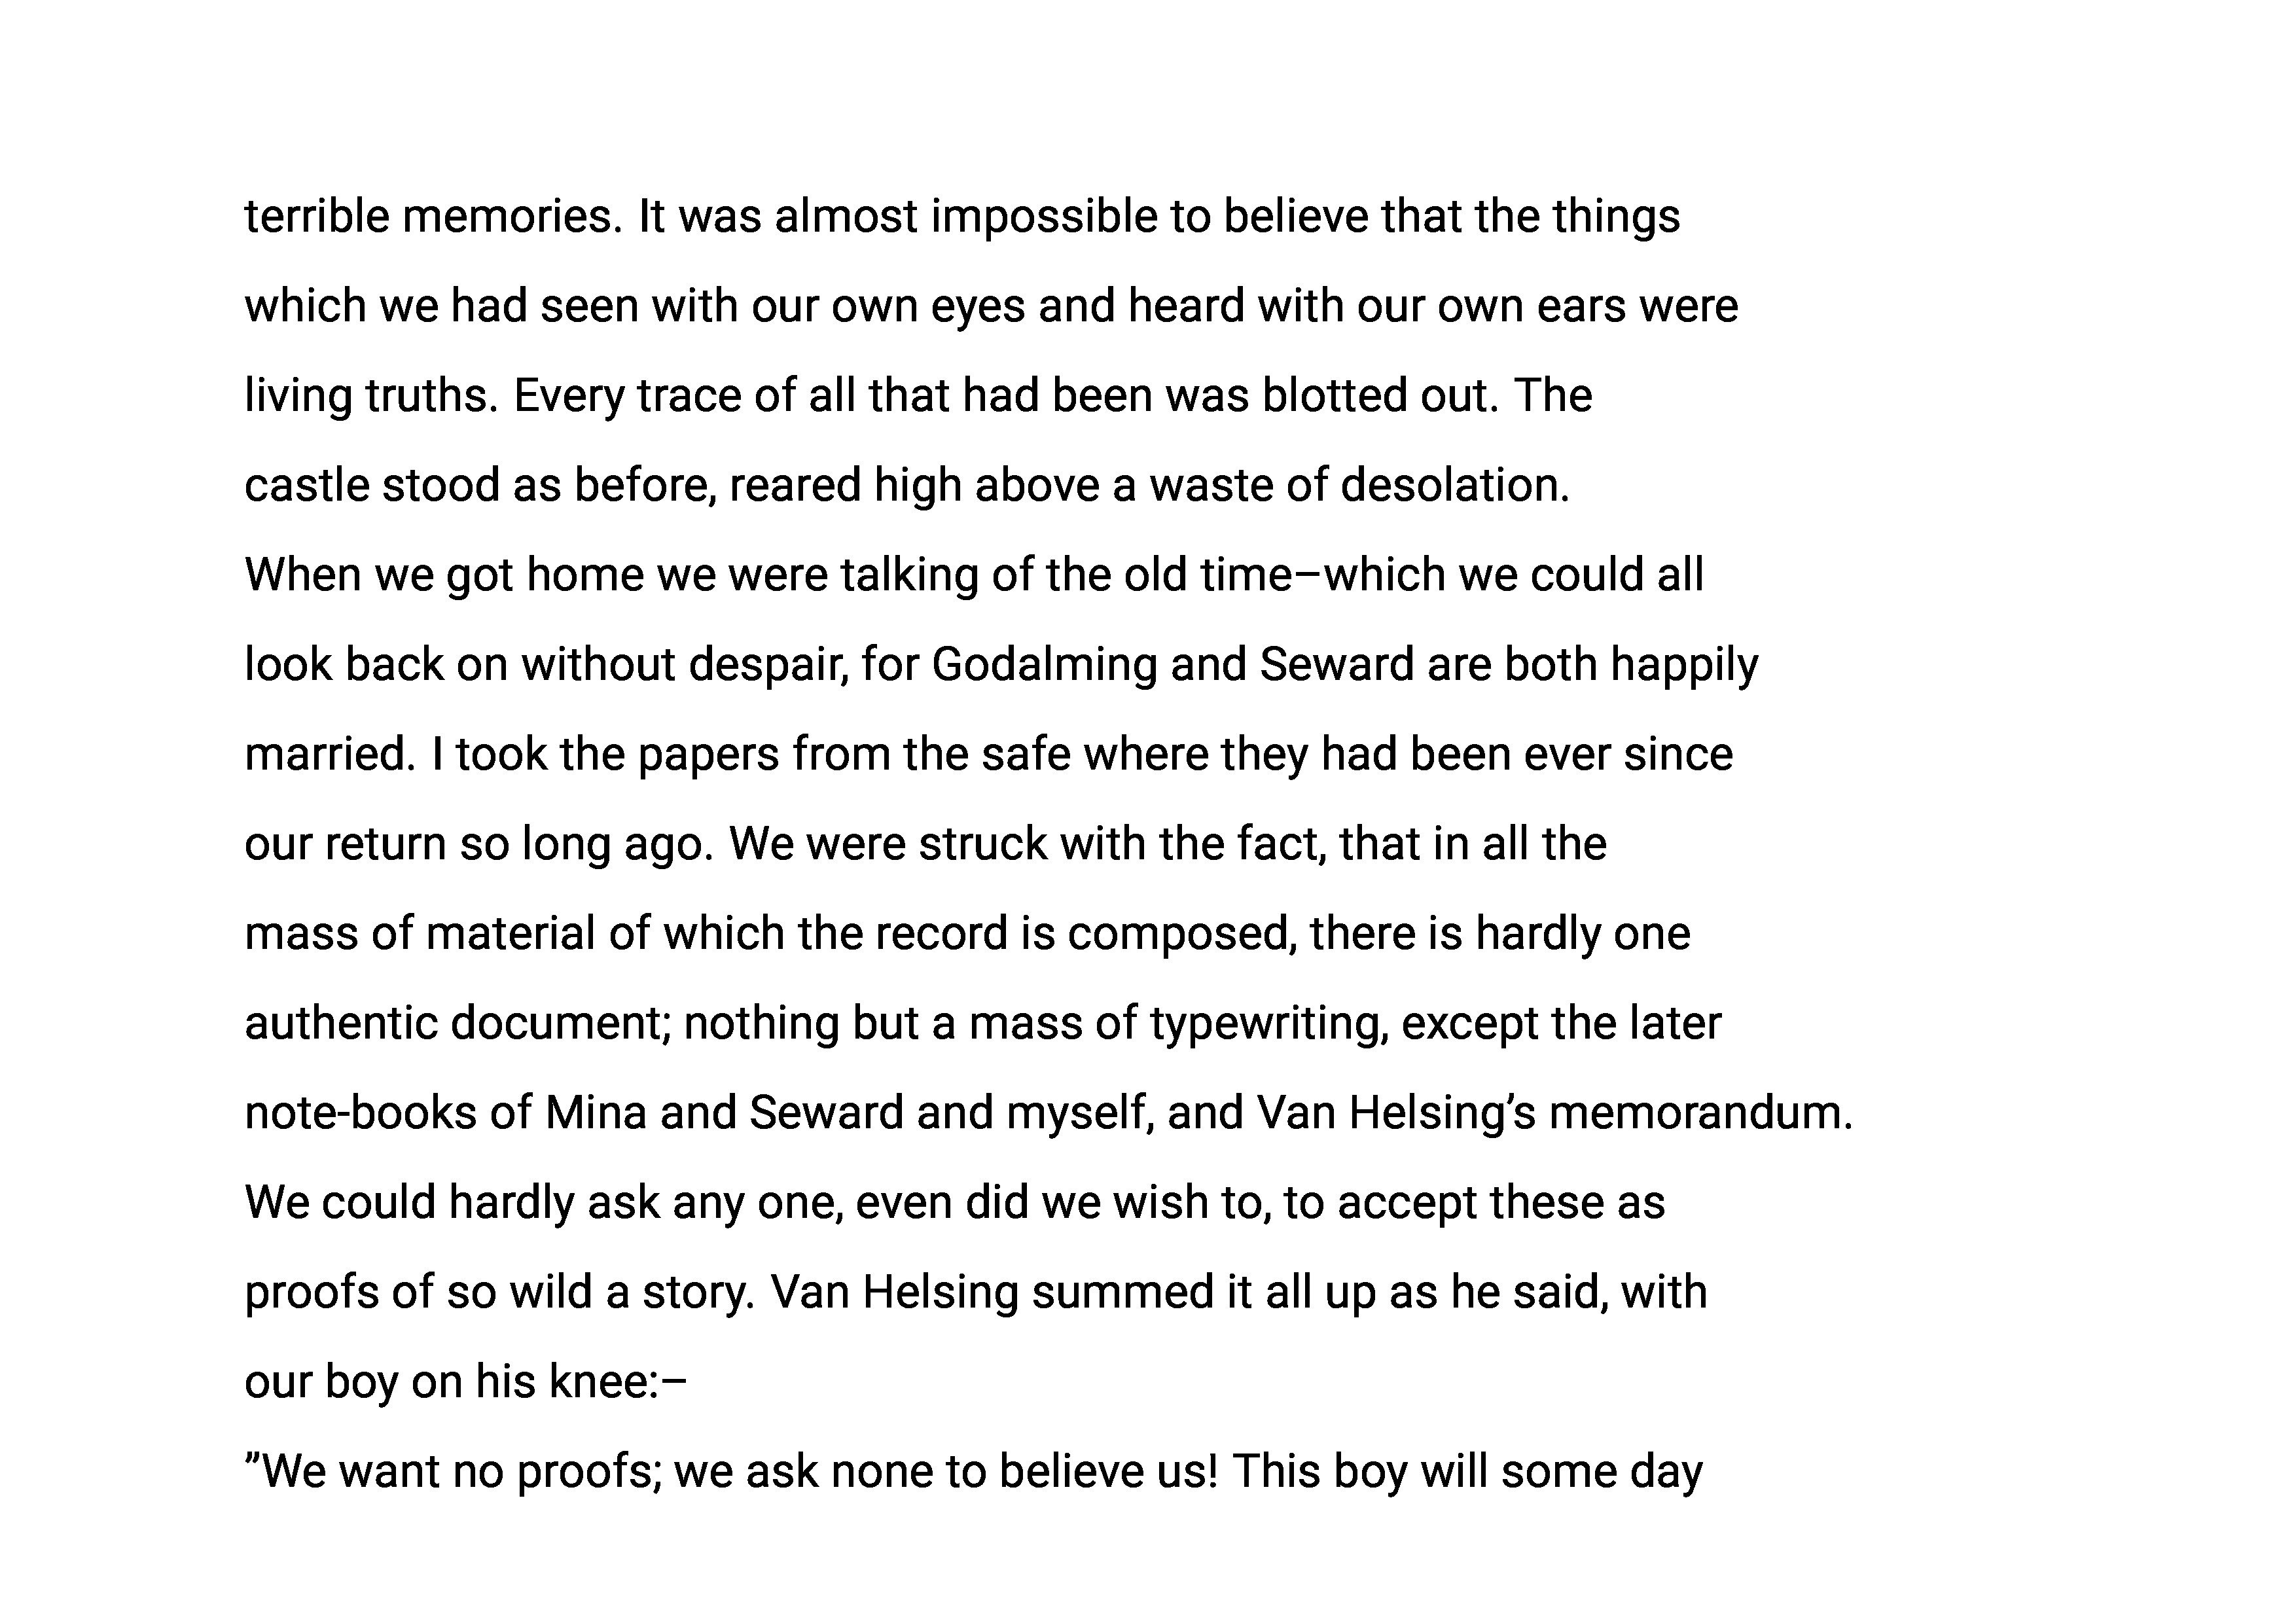 terrible memories. It was almost impossible to believe that the things
which we had seen with our own eyes and heard with our own ears were
living truths. Every trace of all that had been was blotted out. The
castle stood as before, reared high above a waste of desolation.
When we got home we were talking of the old time–which we could all
look back on without despair, for Godalming and Seward are both happily
married. I took the papers from the safe where they had been ever since
our return so long ago. We were struck with the fact, that in all the
mass of material of which the record is composed, there is hardly one
authentic document; nothing but a mass of typewriting, except the later
note-books of Mina and Seward and myself, and Van Helsing’s memorandum.
We could hardly ask any one, even did we wish to, to accept these as
proofs of so wild a story. Van Helsing summed it all up as he said, with
our boy on his knee:–
”We want no proofs; we ask none to believe us! This boy will some day